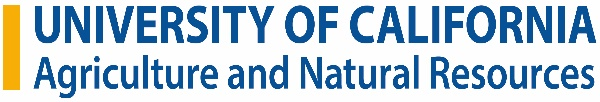 UNIVERSITY OF CALIFORNIA
Agriculture and Natural Resources